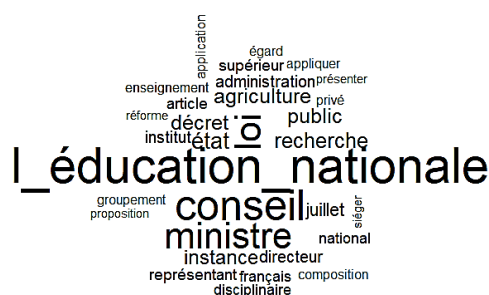 application
égard
supérieur appliquer
enseignement administration présenter
article agriculture privé
réforme décret loi public
institut état recherche
l_éducation_nationale
groupement conseil juillet siéger
proposition ministre national
instance directeur
représentant français composition
disciplinaire